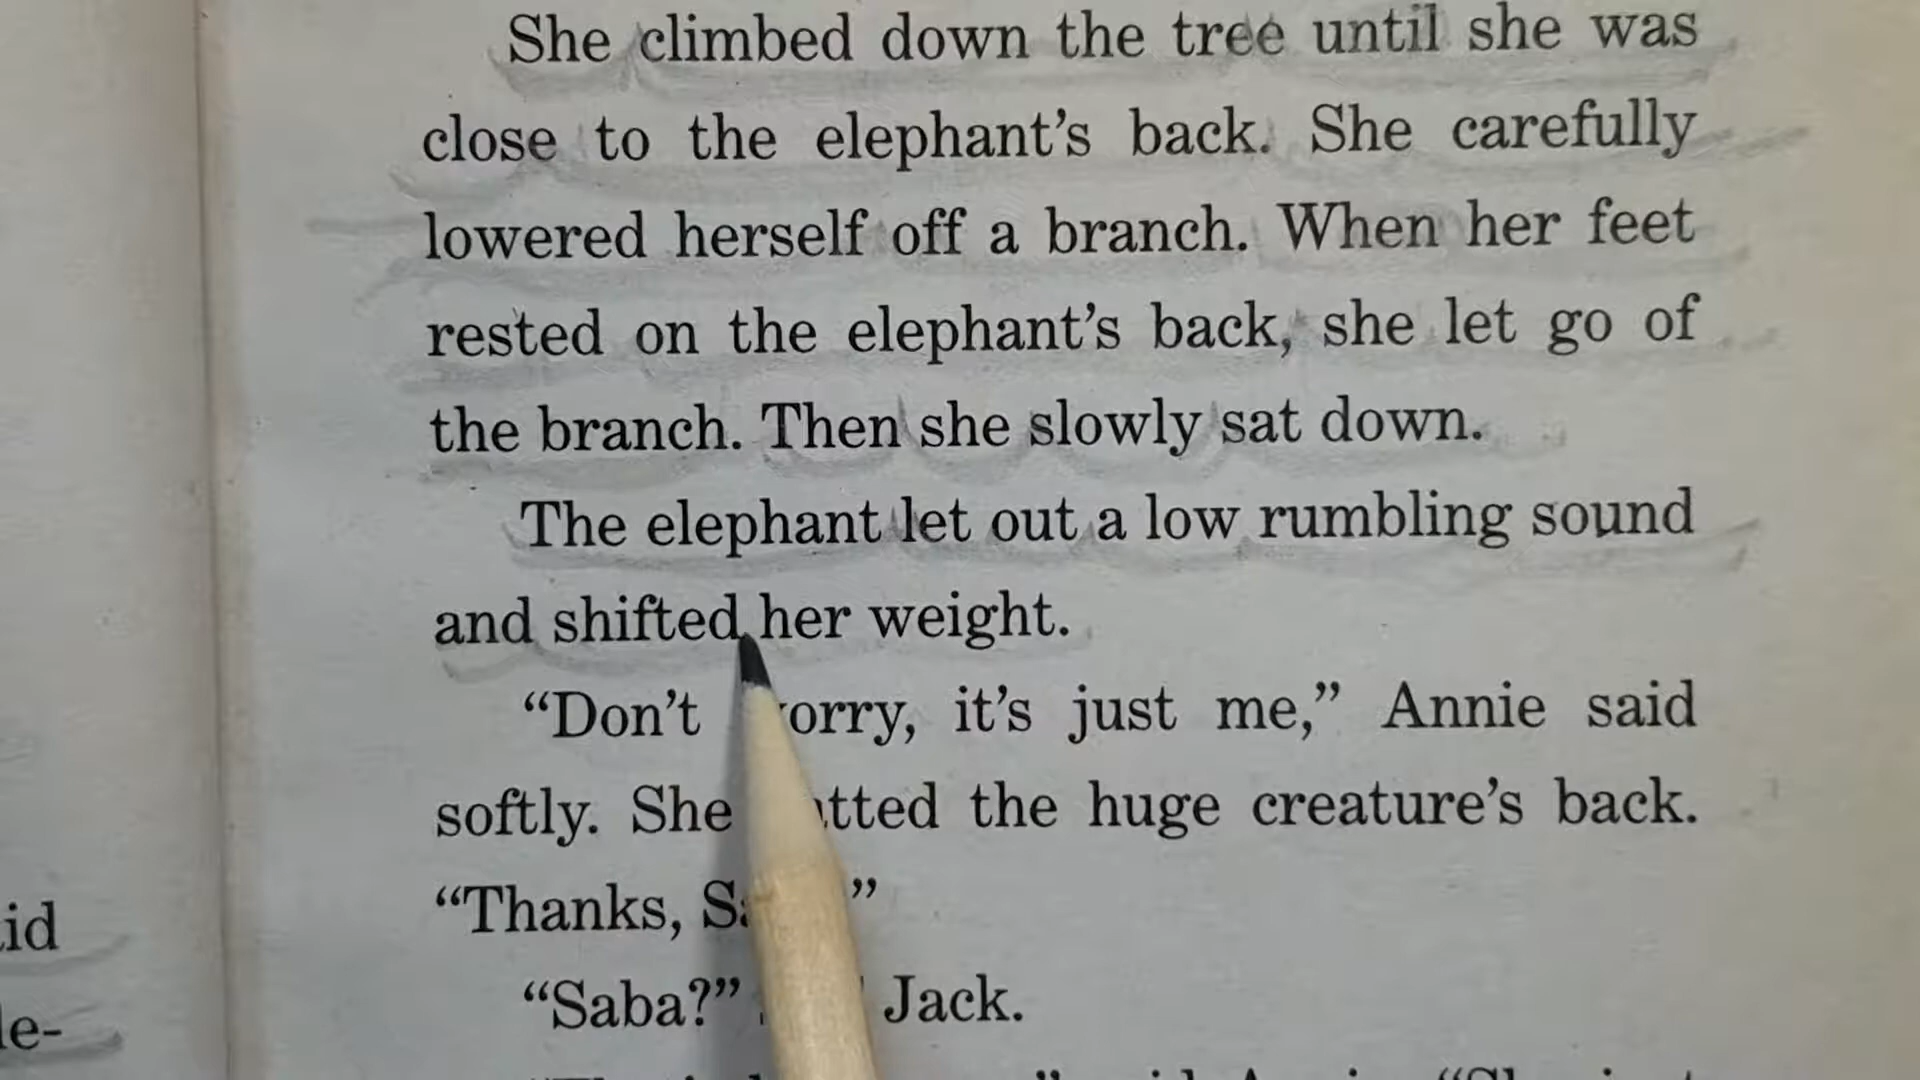 She climbed down the tree until she was
close to the elephant's back. She carefully
lowered herself off a branch. When her feet
rested on the elephant's back, she let go of
the branch. Then she slowly sat down.
The elephant let out a low rumbling sound
and shifted her weight.
“Don't orry, it's just me,” Annie said
softly. She tted the huge creature's back.
“Thanks, S ”
“Saba?” Jack.
id
le-